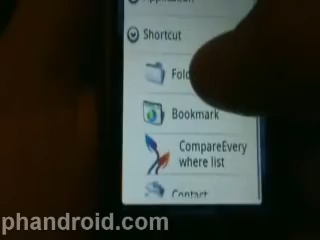 Shortcut
Bookmark
CompareEvery
where list
Contact
phandroid.com